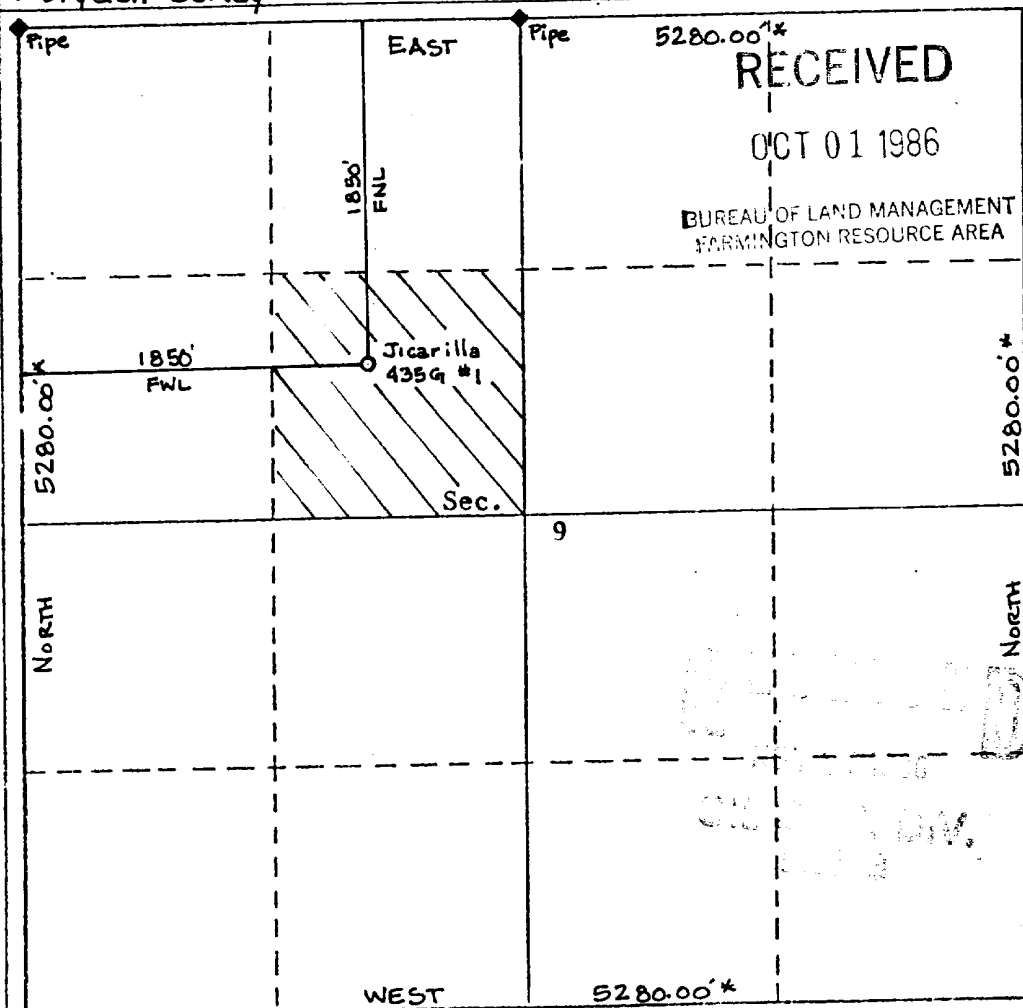 Pipe
EAST
Pipe
5280.00'*
RECEIVED
OCT 01 1986
BUREAU OF LAND MANAGEMENT
FARMINGTON RESOURCE AREA
1850'
FNL
1850'
FWL
Jicarilla
435G #1
5280.00'*
5280.00'*
Sec.
9
NORTH
NORTH
WEST
5280.00'*